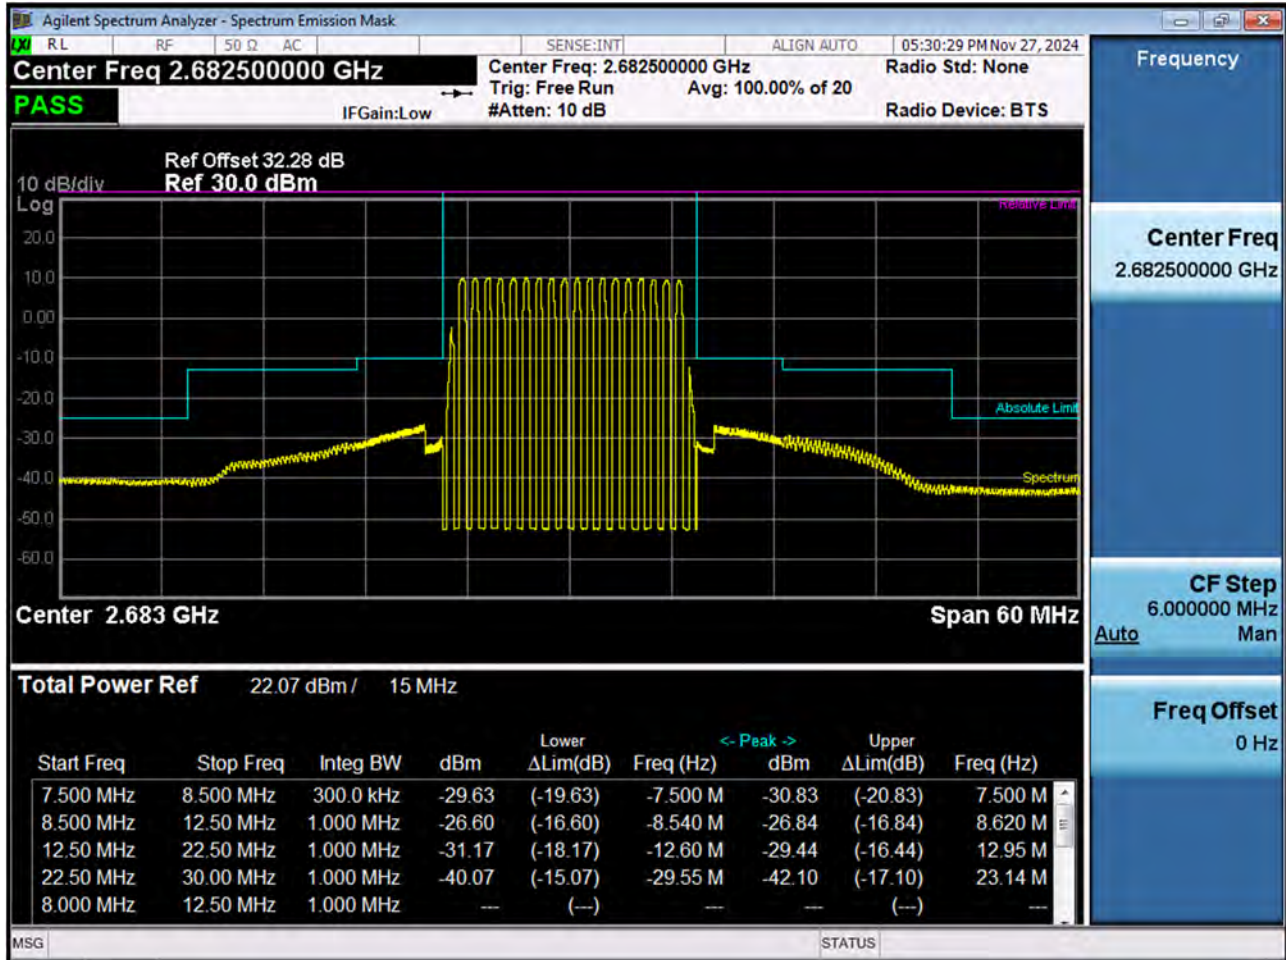 Agilent Spectrum Analyzer - Spectrum Emission Mask
LXI RL RF 50 Ω AC SENSE:INT ALIGN AUTO 05:30:29 PM Nov 27, 2024
Center Freq 2.682500000 GHz
Center Freq: 2.682500000 GHz Radio Std: None
Trig: Free Run Avg: 100.00% of 20
PASS IFGain:Low #Atten: 10 dB Radio Device: BTS
Ref Offset 32.28 dB
10 dB/div Ref 30.0 dBm
Log
Relative Limit
20.0
10.0
0.00
-10.0
-20.0
Absolute Limit
-30.0
-40.0
Spectrum
-50.0
-60.0
Center 2.683 GHz Span 60 MHz
Total Power Ref 22.07 dBm / 15 MHz
Lower <- Peak -> Upper
Start Freq Stop Freq Integ BW dBm ΔLim(dB) Freq (Hz) dBm ΔLim(dB) Freq (Hz)
7.500 MHz 8.500 MHz 300.0 kHz -29.63 (-19.63) -7.500 M -30.83 (-20.83) 7.500 M
8.500 MHz 12.50 MHz 1.000 MHz -26.60 (-16.60) -8.540 M -26.84 (-16.84) 8.620 M
12.50 MHz 22.50 MHz 1.000 MHz -31.17 (-18.17) -12.60 M -29.44 (-16.44) 12.95 M
22.50 MHz 30.00 MHz 1.000 MHz -40.07 (-15.07) -29.55 M -42.10 (-17.10) 23.14 M
8.000 MHz 12.50 MHz 1.000 MHz --- (---) --- --- (---) ---
MSG STATUS
Frequency
Center Freq
2.682500000 GHz
CF Step
6.000000 MHz
Auto Man
Freq Offset
0 Hz